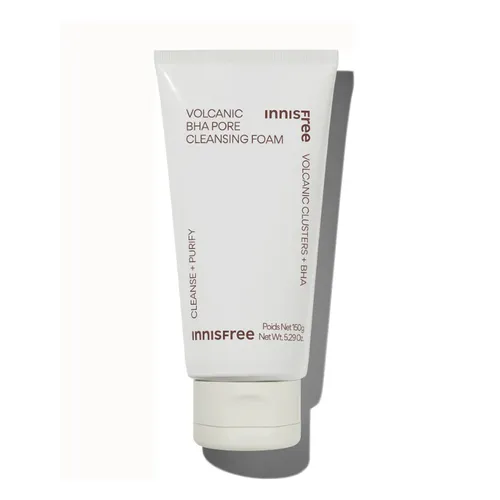 VOLCANIC
BHA PORE
CLEANSING FOAM
innisfree
VOLCANIC CLUSTERS + BHA
CLEANSE + PURIFY
innisfree
Poids Net 150g
Net Wt. 5.29 Oz.